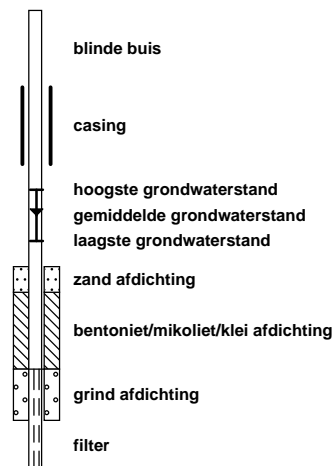 blinde buis
casing
hoogste grondwaterstand
gemiddelde grondwaterstand
laagste grondwaterstand
zand afdichting
bentoniet/mikoliet/klei afdichting
grind afdichting
filter